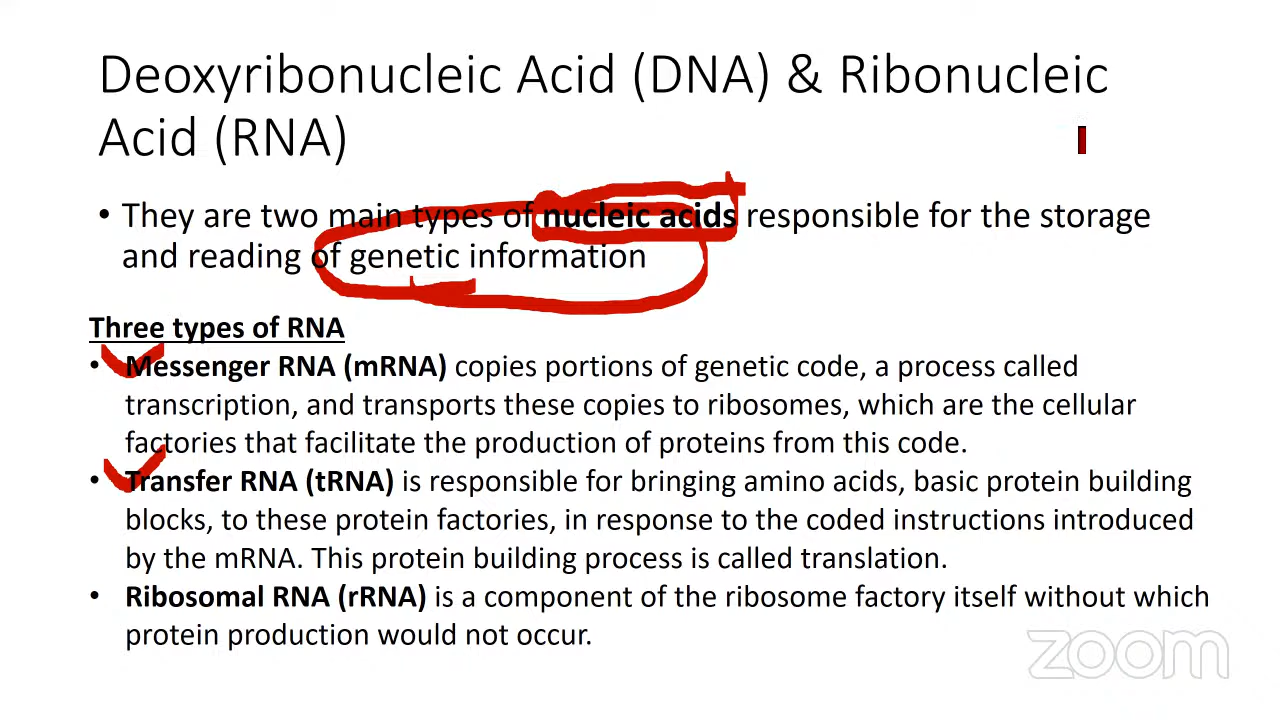 Deoxyribonucleic Acid (DNA) & Ribonucleic
Acid (RNA)
• They are two main types of nucleic acids responsible for the storage
and reading of genetic information
Three types of RNA
• Messenger RNA (mRNA) copies portions of genetic code, a process called
transcription, and transports these copies to ribosomes, which are the cellular
factories that facilitate the production of proteins from this code.
• Transfer RNA (tRNA) is responsible for bringing amino acids, basic protein building
blocks, to these protein factories, in response to the coded instructions introduced
by the mRNA. This protein building process is called translation.
• Ribosomal RNA (rRNA) is a component of the ribosome factory itself without which
protein production would not occur.
zoom